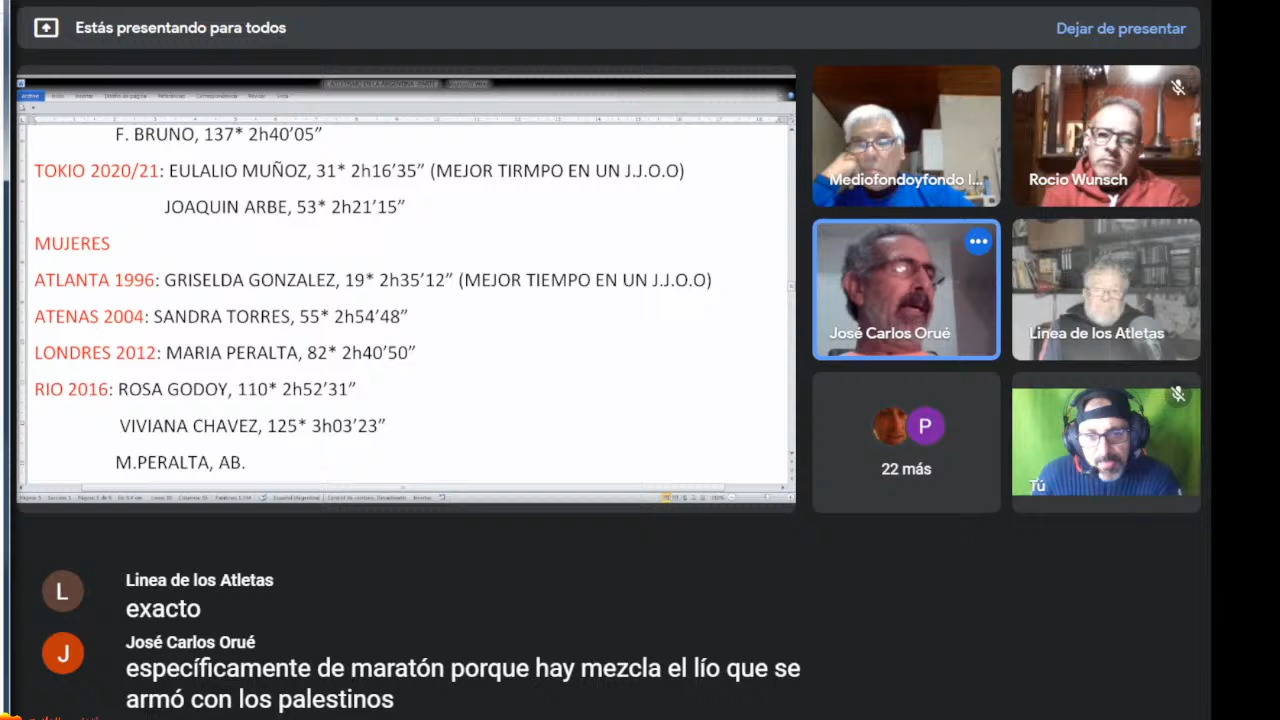 Estás presentando para todos
Dejar de presentar
F. BRUNO, 137* 2h40’05”
TOKIO 2020/21: EULALIO MUÑOZ, 31* 2h16’35” (MEJOR TIRMPO EN UN J.J.O.O)
JOAQUIN ARBE, 53* 2h21’15”
MUJERES
ATLANTA 1996: GRISELDA GONZALEZ, 19* 2h35’12” (MEJOR TIEMPO EN UN J.J.O.O)
ATENAS 2004: SANDRA TORRES, 55* 2h54’48”
LONDRES 2012: MARIA PERALTA, 82* 2h40’50”
RIO 2016: ROSA GODOY, 110* 2h52’31”
VIVIANA CHAVEZ, 125* 3h03’23”
M.PERALTA, AB.
Mediofondoyfondo I...
Rocio Wunsch
José Carlos Orué
Linea de los Atletas
P
22 más
Tú
L
Linea de los Atletas
exacto
J
José Carlos Orué
específicamente de maratón porque hay mezcla el lío que se
armó con los palestinos